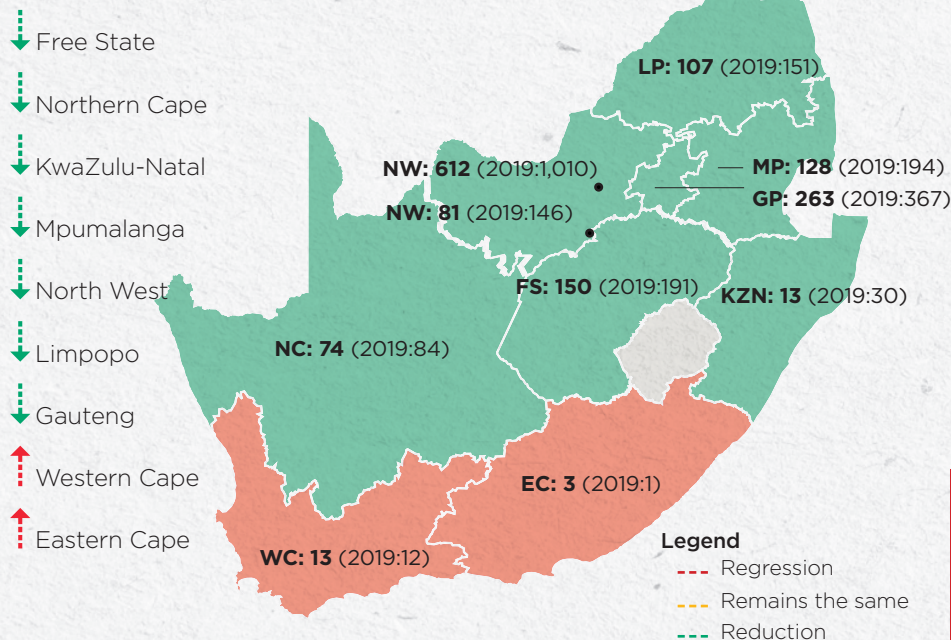 Free State
Northern Cape
KwaZulu-Natal
Mpumalanga
North West
Limpopo
Gauteng
Western Cape
Eastern Cape
LP: 107 (2019:151)
NW: 612 (2019:1,010)
MP: 128 (2019:194)
GP: 263 (2019:367)
NW: 81 (2019:146)
FS: 150 (2019:191)
KZN: 13 (2019:30)
NC: 74 (2019:84)
EC: 3 (2019:1)
WC: 13 (2019:12)
Legend
Regression
Remains the same
Reduction